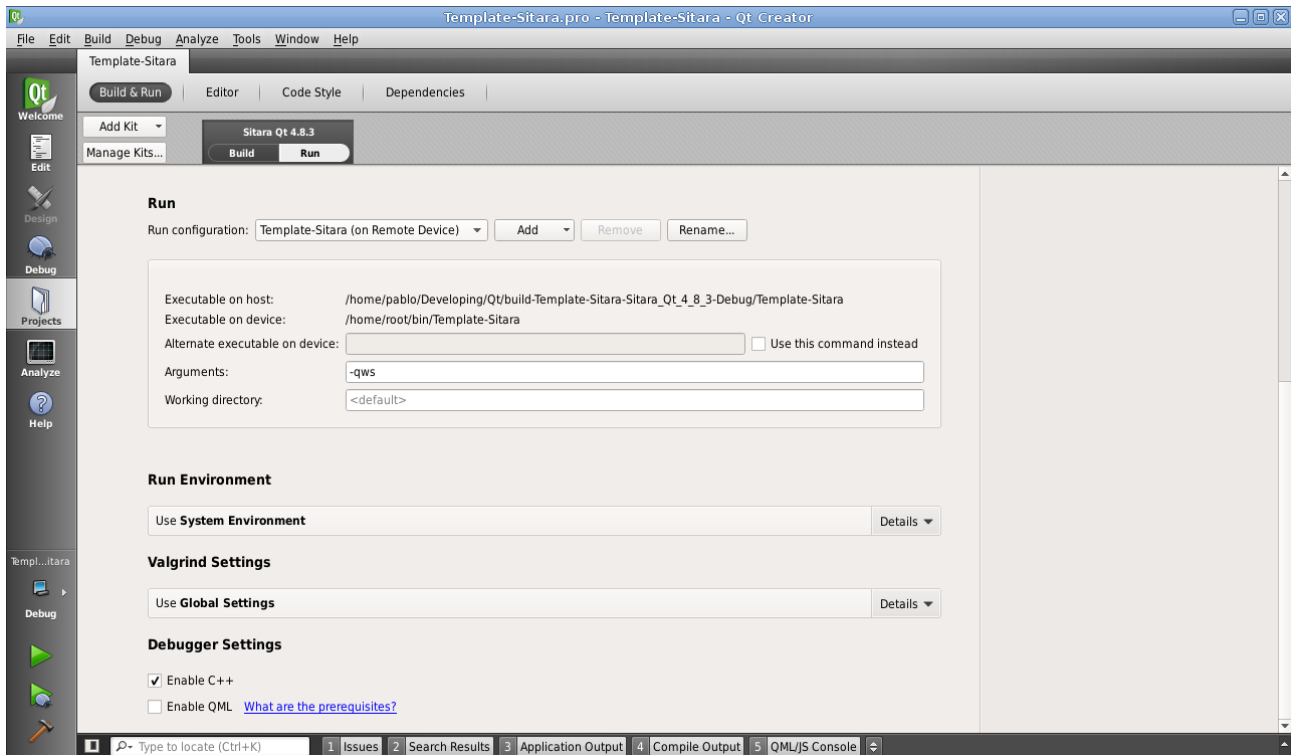 Template-Sitara.pro - Template-Sitara - Qt Creator
File Edit Build Debug Analyze Tools Window Help
Template-Sitara
Build & Run Editor Code Style Dependencies
Add Kit
Manage Kits...
Sitara Qt 4.8.3
Build Run
Qt
Welcome
Edit
Design
Debug
Projects
Analyze
Help
Run
Run configuration: Template-Sitara (on Remote Device) Add Remove Rename...
Executable on host: /home/pablo/Developing/Qt/build-Template-Sitara-Sitara_Qt_4_8_3-Debug/Template-Sitara
Executable on device: /home/root/bin/Template-Sitara
Alternate executable on device: Use this command instead
Arguments: -qws
Working directory: <default>
Run Environment
Use System Environment Details
Valgrind Settings
Use Global Settings Details
Debugger Settings
Enable C++
Enable QML What are the prerequisites?
Templ...itara
Debug
Type to locate (Ctrl+K) 1 Issues 2 Search Results 3 Application Output 4 Compile Output 5 QML/JS Console